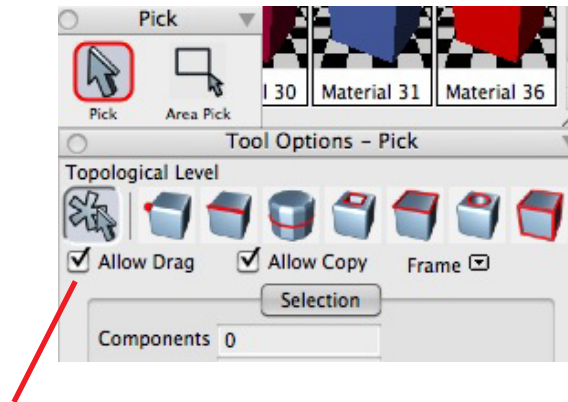 Pick
Pick
Area Pick
l 30
Material 31
Material 36
Tool Options – Pick
Topological Level
Allow Drag
Allow Copy
Frame
Selection
Components 0